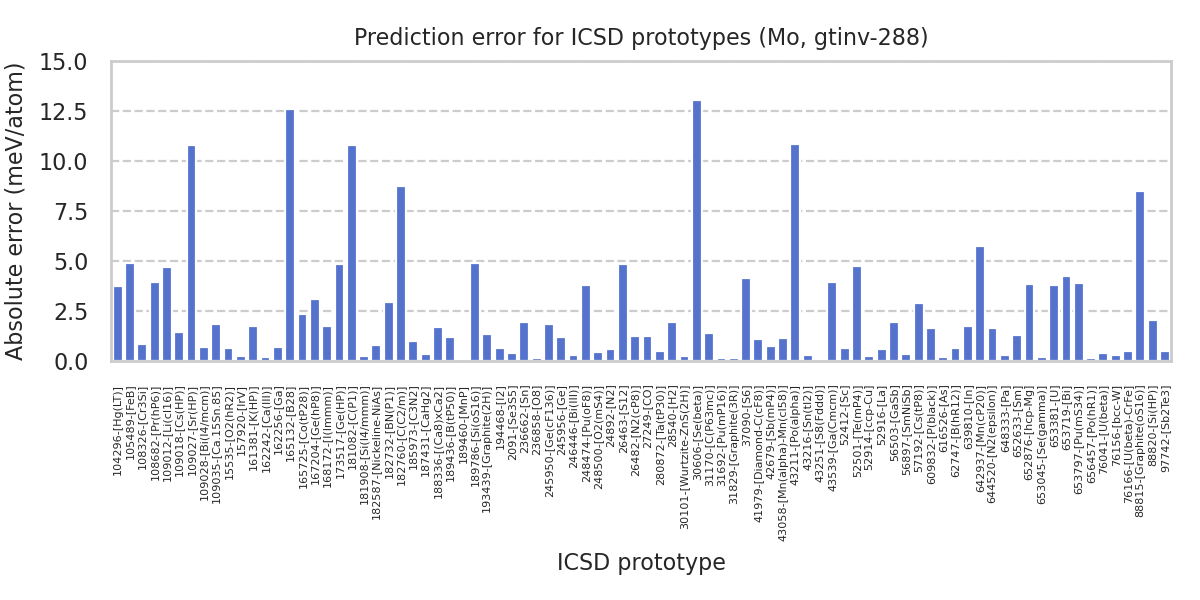 Prediction error for ICSD prototypes (Mo, gtinv-288)
Absolute error (meV/atom)
15.0
12.5
10.0
7.5
5.0
2.5
0.0
104296-[Hg(LT)]
105489-[FeB]
108326-[Cr3Si]
108682-[Pr(hP6)]
109012-[Li(cI16)]
109018-[Cs(HP)]
109027-[Sr(HP)]
109028-[Bi(I4/mcm)]
109035-[Ca.15Sn.85]
15535-[O2(hR2)]
157920-[IrV]
161381-[K(HP)]
162242-[Ca(III)]
162256-[Ga]
165132-[B28]
165725-[Co(tP28)]
167204-[Ge(hP8)]
168172-[I(Immm)]
173517-[Ge(HP)]
181082-[C(P1)]
181908-[Si(I4/mmm)]
182587-[Nickeline-NiAs]
182732-[BN(P1)]
182760-[C(C2/m)]
185973-[C3N2]
187431-[CaHg2]
188336-[(Ca8)xCa2]
189436-[B(tP50)]
189460-[MnP]
189786-[Si(oS16)]
193439-[Graphite(2H)]
194468-[I2]
2091-[Se3S5]
236662-[Sn]
236858-[O8]
245950-[Ge(cF136)]
245956-[Ge]
246446-[Bi(III)]
248474-[Pu(oF8)]
248500-[O2(mS4)]
24892-[N2]
26463-[S12]
26482-[N2(cP8)]
27249-[CO]
280872-[Ta(tP30)]
28540-[H2]
30101-[Wurtzite-ZnS(2H)]
30606-[Se(beta)]
31170-[C(P63mc)]
31692-[Pu(mP16)]
31829-[Graphite(3R)]
37090-[S6]
41979-[Diamond-C(cF8)]
42679-[Sb(mP4)]
43058-[Mn(alpha)-Mn(cI58)]
43211-[Po(alpha)]
43216-[Sn(tI2)]
43251-[S8(Fddd)]
43539-[Ga(Cmcm)]
52412-[Sc]
52501-[Te(mP4)]
52914-[ccp-Cu]
52916-[La]
56503-[GaSb]
56897-[SmNiSb]
57192-[Cs(tP8)]
609832-[P(black)]
616526-[As]
62747-[B(hR12)]
639810-[In]
642937-[Mn(cP20)]
644520-[N2(epsilon)]
648333-[Pa]
652633-[Sm]
652876-[hcp-Mg]
653045-[Se(gamma)]
653381-[U]
653719-[Bi]
653797-[Pu(mS34)]
656457-[Po(hR1)]
76041-[U(beta)]
76156-[bcc-W]
76166-[U(beta)-CrFe]
88815-[Graphite(oS16)]
88820-[Si(HP)]
97742-[Sb2Te3]
ICSD prototype